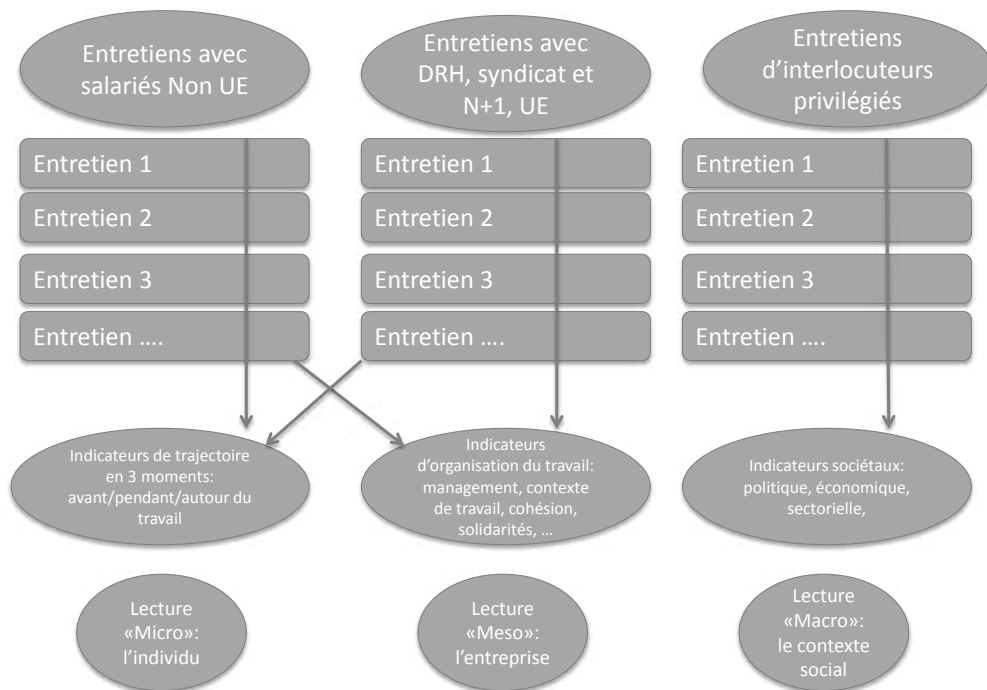 Entretiens avec
salariés Non UE
Entretiens avec
DRH, syndicat et
N+1, UE
Entretiens
d'interlocuteurs
privilégiés
Entretien 1
Entretien 2
Entretien 3
Entretien ….
Entretien 1
Entretien 2
Entretien 3
Entretien ….
Entretien 1
Entretien 2
Entretien 3
Entretien ….
Indicateurs de trajectoire
en 3 moments:
avant/pendant/autour du
travail
Indicateurs
d'organisation du travail:
management, contexte
de travail, cohésion,
solidarités, …
Indicateurs sociétaux:
politique, économique,
sectorielle,
Lecture
«Micro»:
l'individu
Lecture
«Meso»:
l'entreprise
Lecture
«Macro»:
le contexte
social